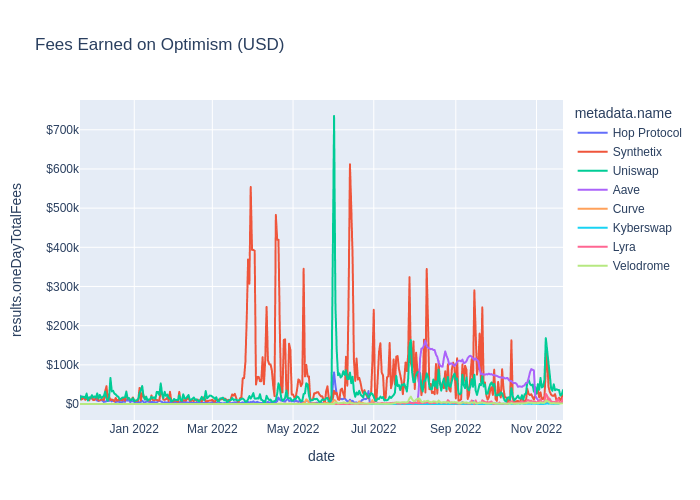 Fees Earned on Optimism (USD)
metadata.name
Hop Protocol
Synthetix
Uniswap
Aave
Curve
Kyberswap
Lyra
Velodrome
results.oneDayTotalFees
$700k
$600k
$500k
$400k
$300k
$200k
$100k
$0
Jan 2022
Mar 2022
May 2022
Jul 2022
Sep 2022
Nov 2022
date